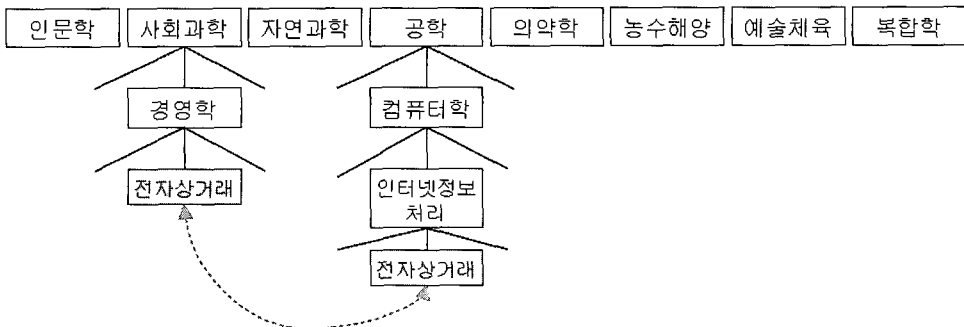 인문학 사회과학 자연과학 공학 의약학 농수해양 예술체육 복합학
경영학 컴퓨터학
전자상거래 인터넷정보
처리
전자상거래